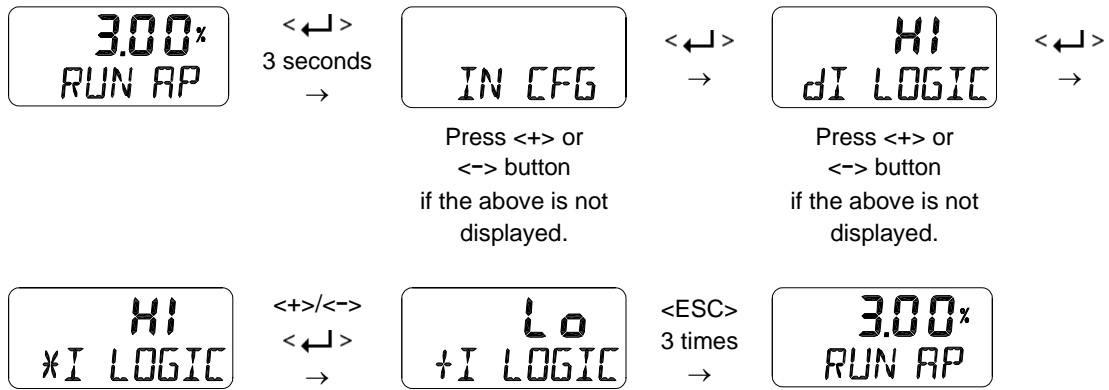 3.00%
RUN AP
<↵>
3 seconds
→
IN CFG
Press <+> or
<−> button
if the above is not
displayed.
<↵>
→
HI
dI LOGIC
Press <+> or
<−> button
if the above is not
displayed.
<↵>
→
HI
*I LOGIC
<+>/<−>
<↵>
→
Lo
+I LOGIC
<ESC>
3 times
→
3.00%
RUN AP